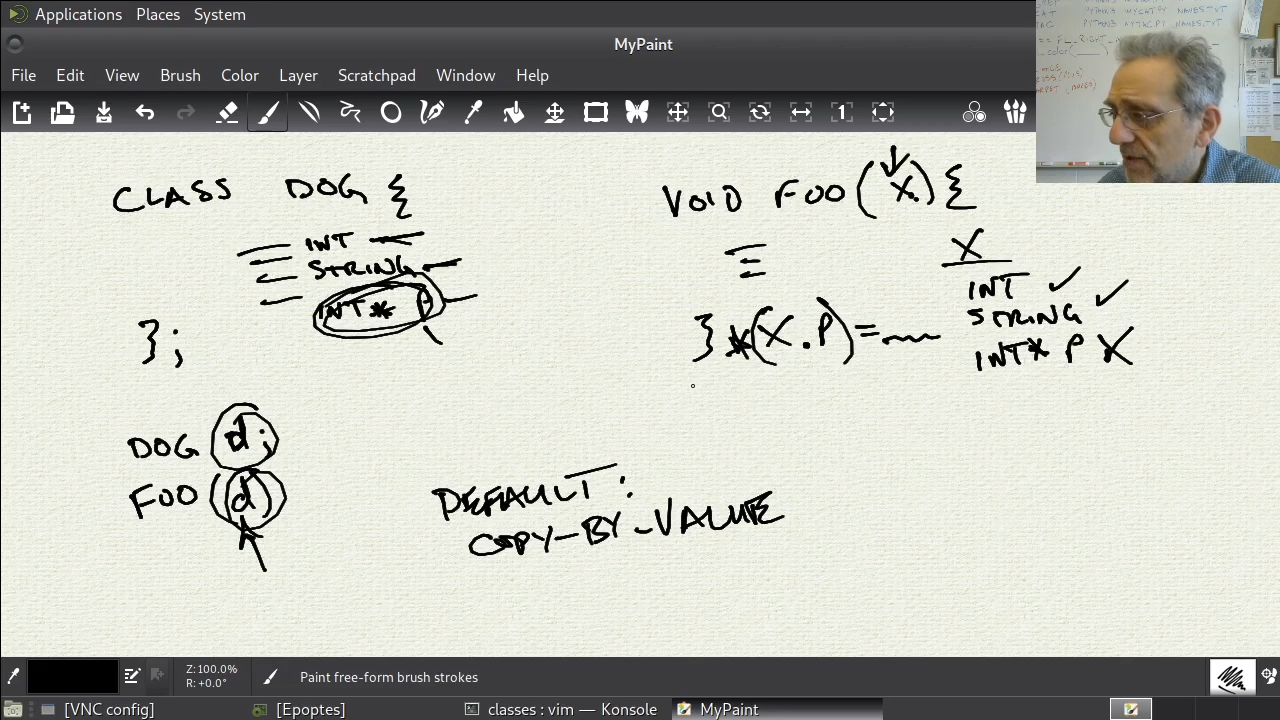 Applications Places System
MyPaint
File Edit View Brush Color Layer Scratchpad Window Help
CLASS DOG {
INT
STRING
INT*
};
DOG d;
FOO (d)
DEFAULT:
COPY-BY-VALUE
VOID FOO (X) {
} *(X.P)=
X
INT
STRING
INT* P X
Z:100.0%
R: +0.0°
Paint free-form brush strokes
[VNC config]
[Epoptes]
classes : vim — Konsole
MyPaint